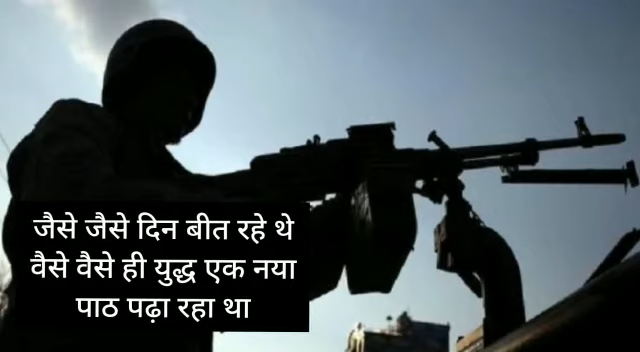 जैसे जैसे दिन बीत रहे थे
वैसे वैसे ही युद्ध एक नया
पाठ पढ़ा रहा था